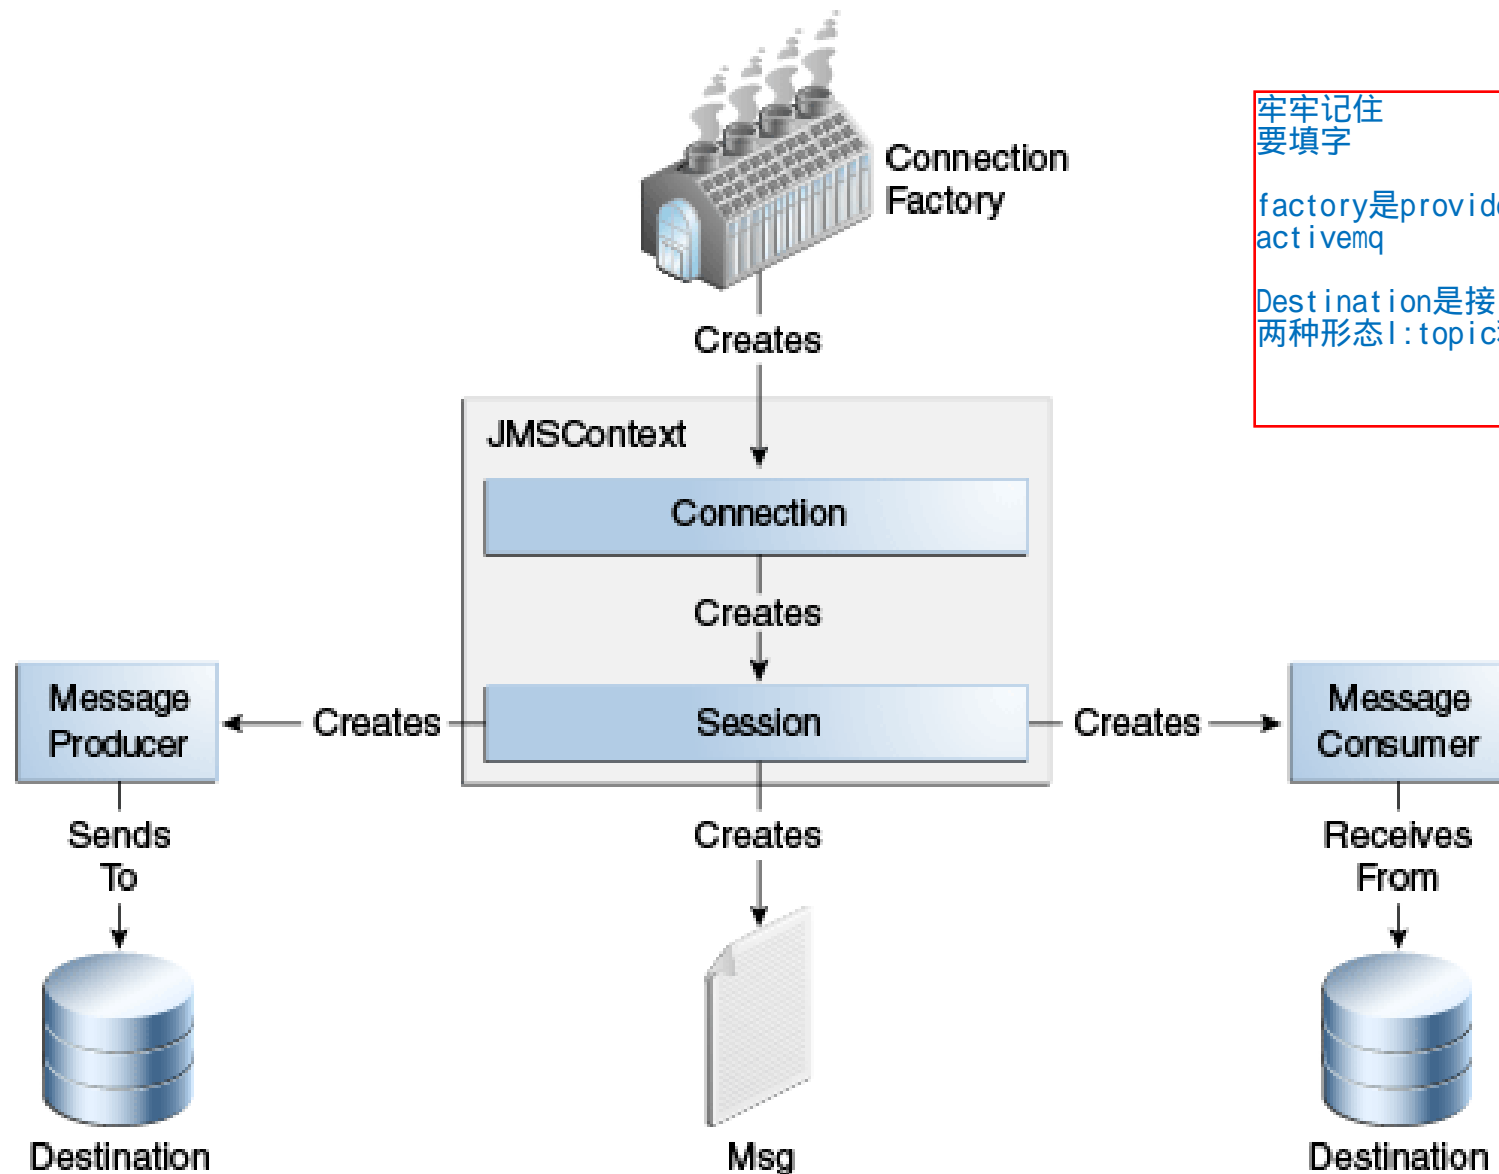 Connection
Factory
牢牢记住
要填字
factory是provide
activemq
Destination是接
两种形态l:topic
Creates
JMSContext
Connection
Creates
Message
Producer
Creates
Session
Creates
Message
Consumer
Sends
To
Creates
Receives
From
Destination
Msg
Destination